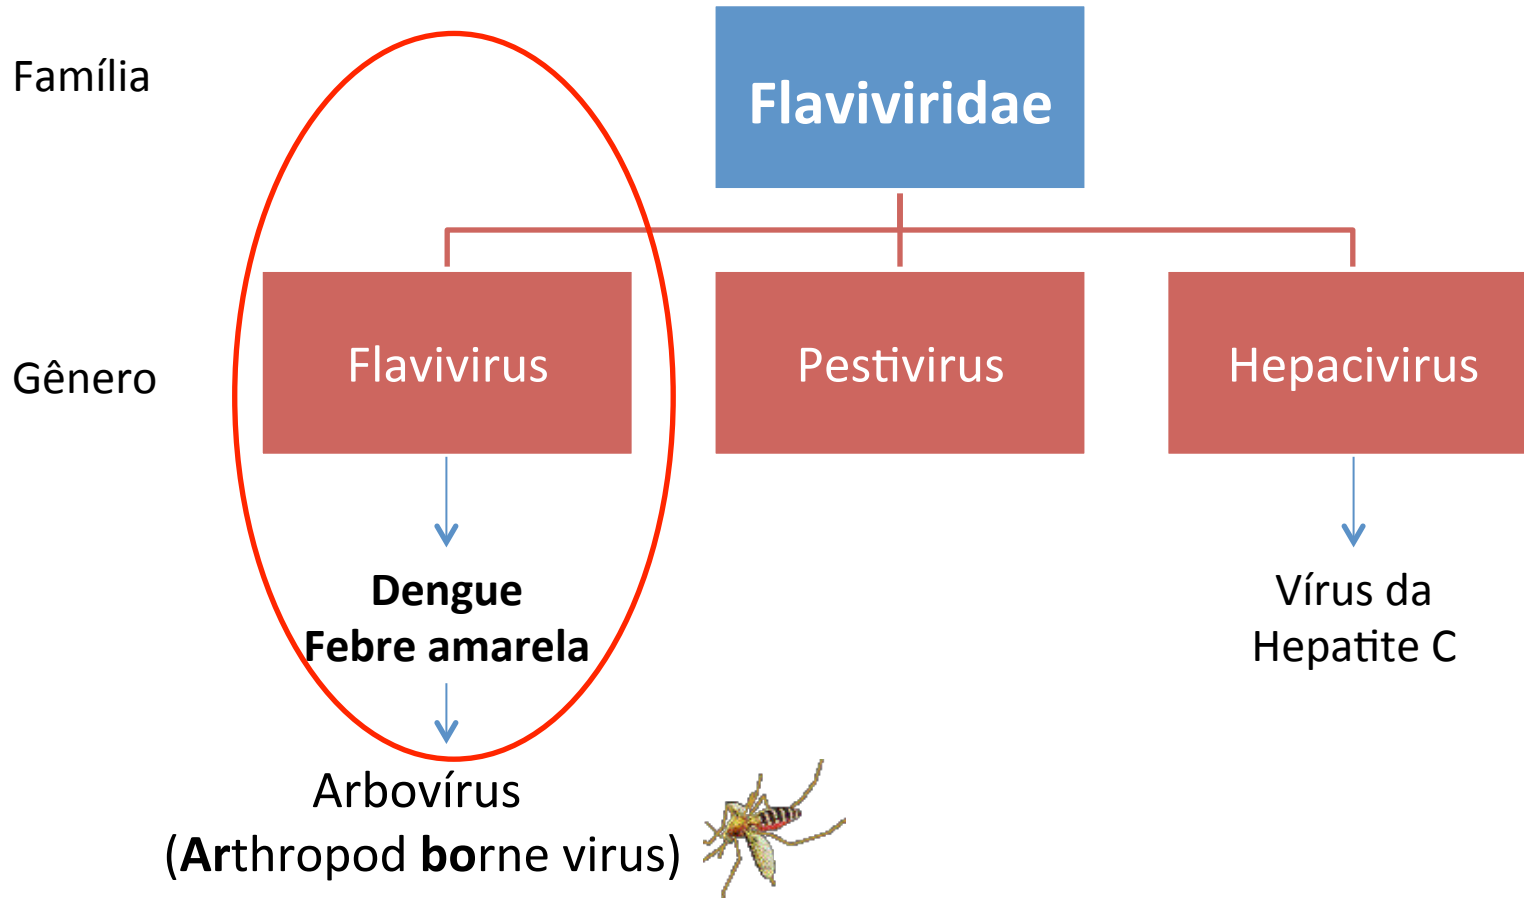 Família
Flaviviridae
Gênero
Flavivirus
Pestivirus
Hepacivirus
Dengue
Febre amarela
Vírus da
Hepatite C
Arbovírus
(Arthropod borne virus)